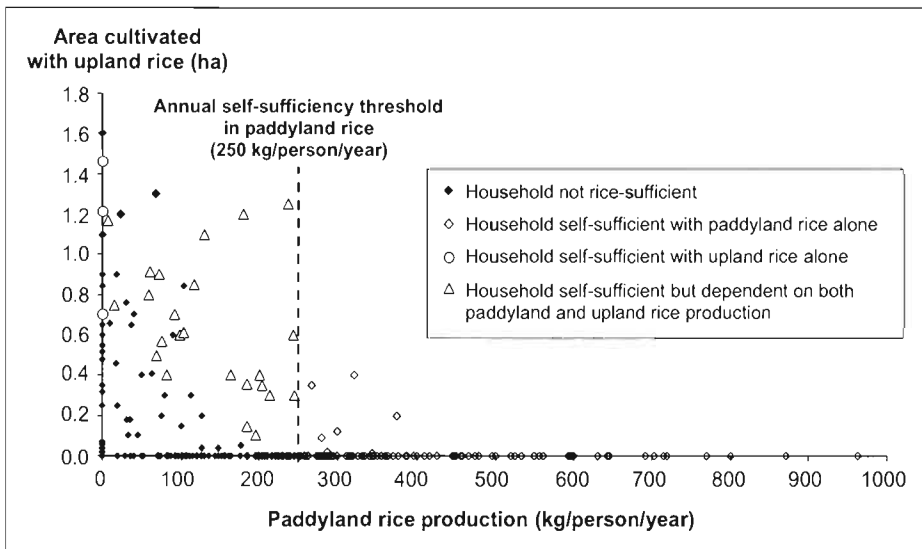 Area cultivated
with upland rice (ha)
1.8
1.6
1.4
1.2
1.0
0.8
0.6
0.4
0.2
0.0
Annual self-sufficiency threshold
in paddyland rice
(250 kg/person/year)
Household not rice-sufficient
Household self-sufficient with paddyland rice alone
Household self-sufficient with upland rice alone
Household self-sufficient but dependent on both
paddyland and upland rice production
0 100 200 300 400 500 600 700 800 900 1000
Paddyland rice production (kg/person/year)